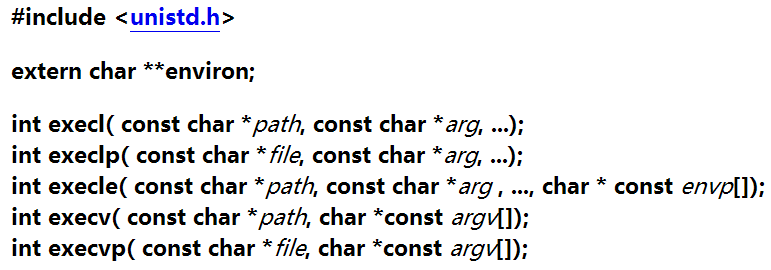 #include <unistd.h>
extern char **environ;
int execl( const char *path, const char *arg, ...);
int execlp( const char *file, const char *arg, ...);
int execle( const char *path, const char *arg , ..., char * const envp[]);
int execv( const char *path, char *const argv[]);
int execvp( const char *file, char *const argv[]);